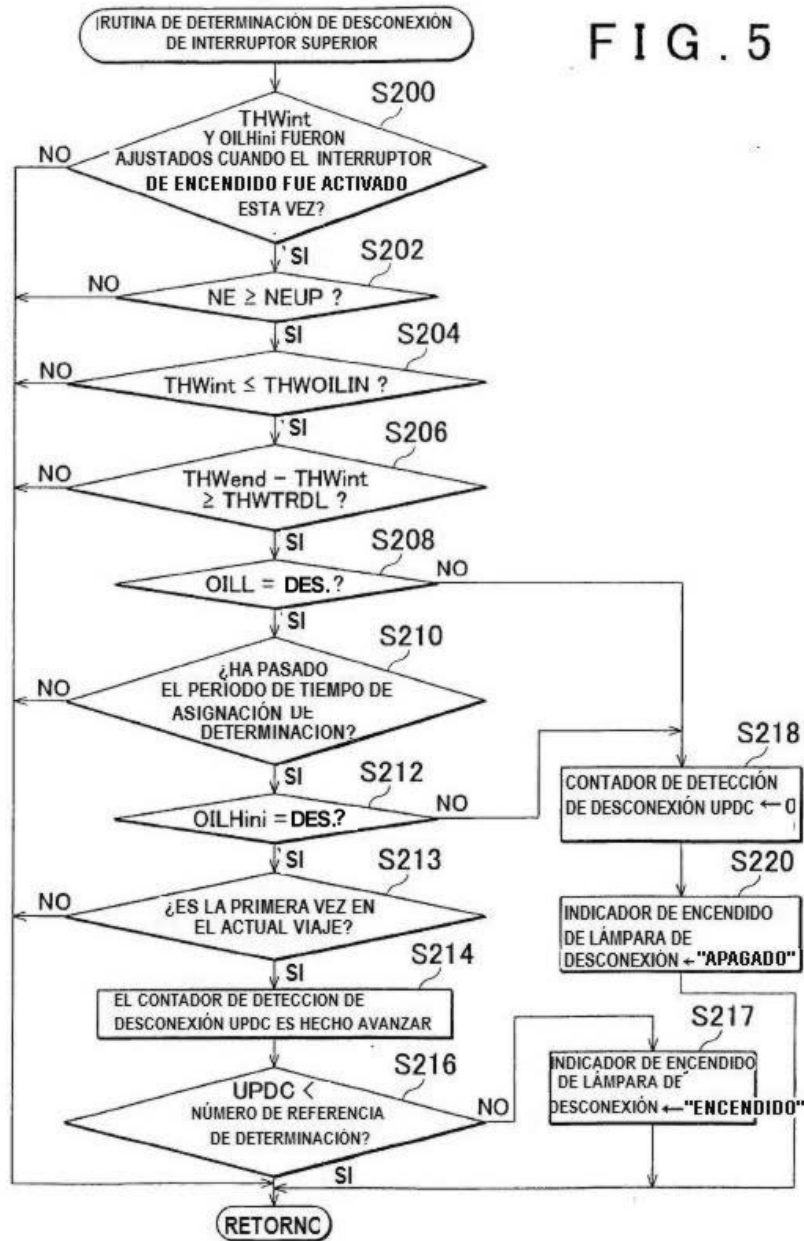 IRUTINA DE DETERMINACIÓN DE DESCONEXIÓN
DE INTERRUPTOR SUPERIOR
FIG.5
S200
THWint
Y OILHini FUERON
AJUSTADOS CUANDO EL INTERRUPTOR
DE ENCENDIDO FUE ACTIVADO
ESTA VEZ?
NO
SI
S202
NE ≥ NEUP ?
NO
SI
S204
THWint ≤ THWOILIN ?
NO
SI
S206
THWend − THWint
≥ THWTRDL ?
NO
SI
S208
OILL = DES.?
NO
SI
S210
¿HA PASADO
EL PERÍODO DE TIEMPO DE
ASIGNACIÓN DE
DETERMINACION?
NO
SI
S212
OILHini = DES.?
NO
SI
S213
¿ES LA PRIMERA VEZ EN
EL ACTUAL VIAJE?
NO
SI
S214
EL CONTADOR DE DETECCION DE
DESCONEXIÓN UPDC ES HECHO AVANZAR
S216
UPDC <
NÚMERO DE REFERENCIA
DE DETERMINACIÓN?
NO
SI
S217
INDICADOR DE ENCENDIDO
DE LÁMPARA DE
DESCONEXIÓN ←"ENCENDIDO"
S218
CONTADOR DE DETECCIÓN
DE DESCONEXIÓN UPDC ← 0
S220
INDICADOR DE ENCENDIDO
DE LÁMPARA DE
DESCONEXIÓN ←"APAGADO"
RETORNC